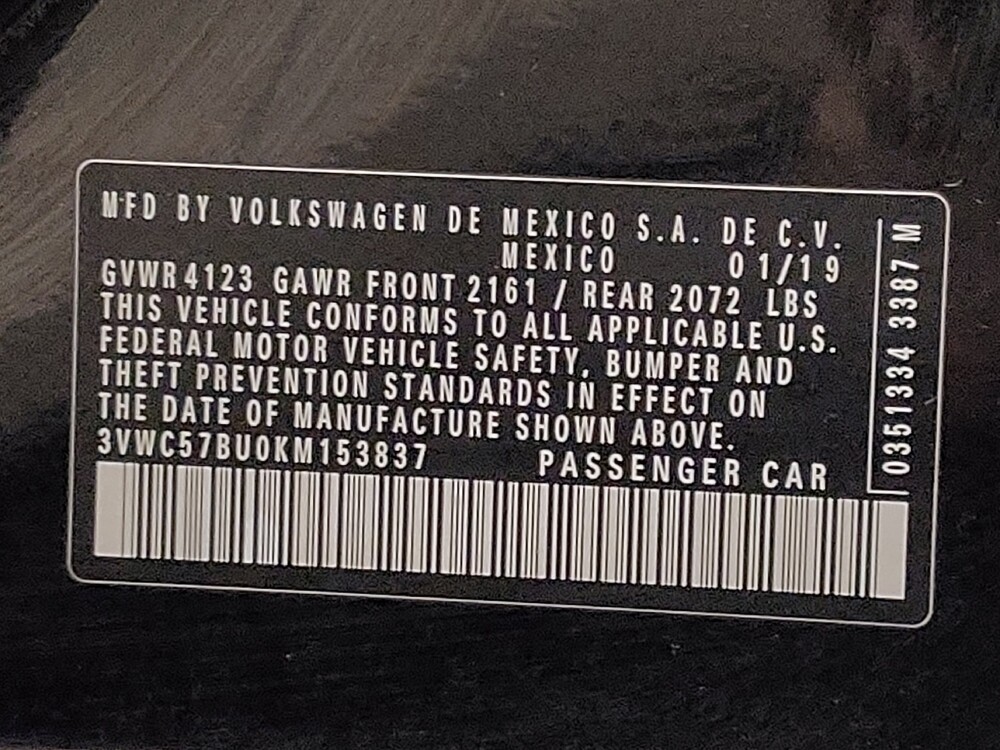 MFD BY VOLKSWAGEN DE MEXICO S.A. DE C.V.
MEXICO 01/19
GVWR 4123 GAWR FRONT 2161 / REAR 2072 LBS
THIS VEHICLE CONFORMS TO ALL APPLICABLE U.S.
FEDERAL MOTOR VEHICLE SAFETY, BUMPER AND
THEFT PREVENTION STANDARDS IN EFFECT ON
THE DATE OF MANUFACTURE SHOWN ABOVE.
3VWC57BU0KM153837 PASSENGER CAR
0351334 3387 M